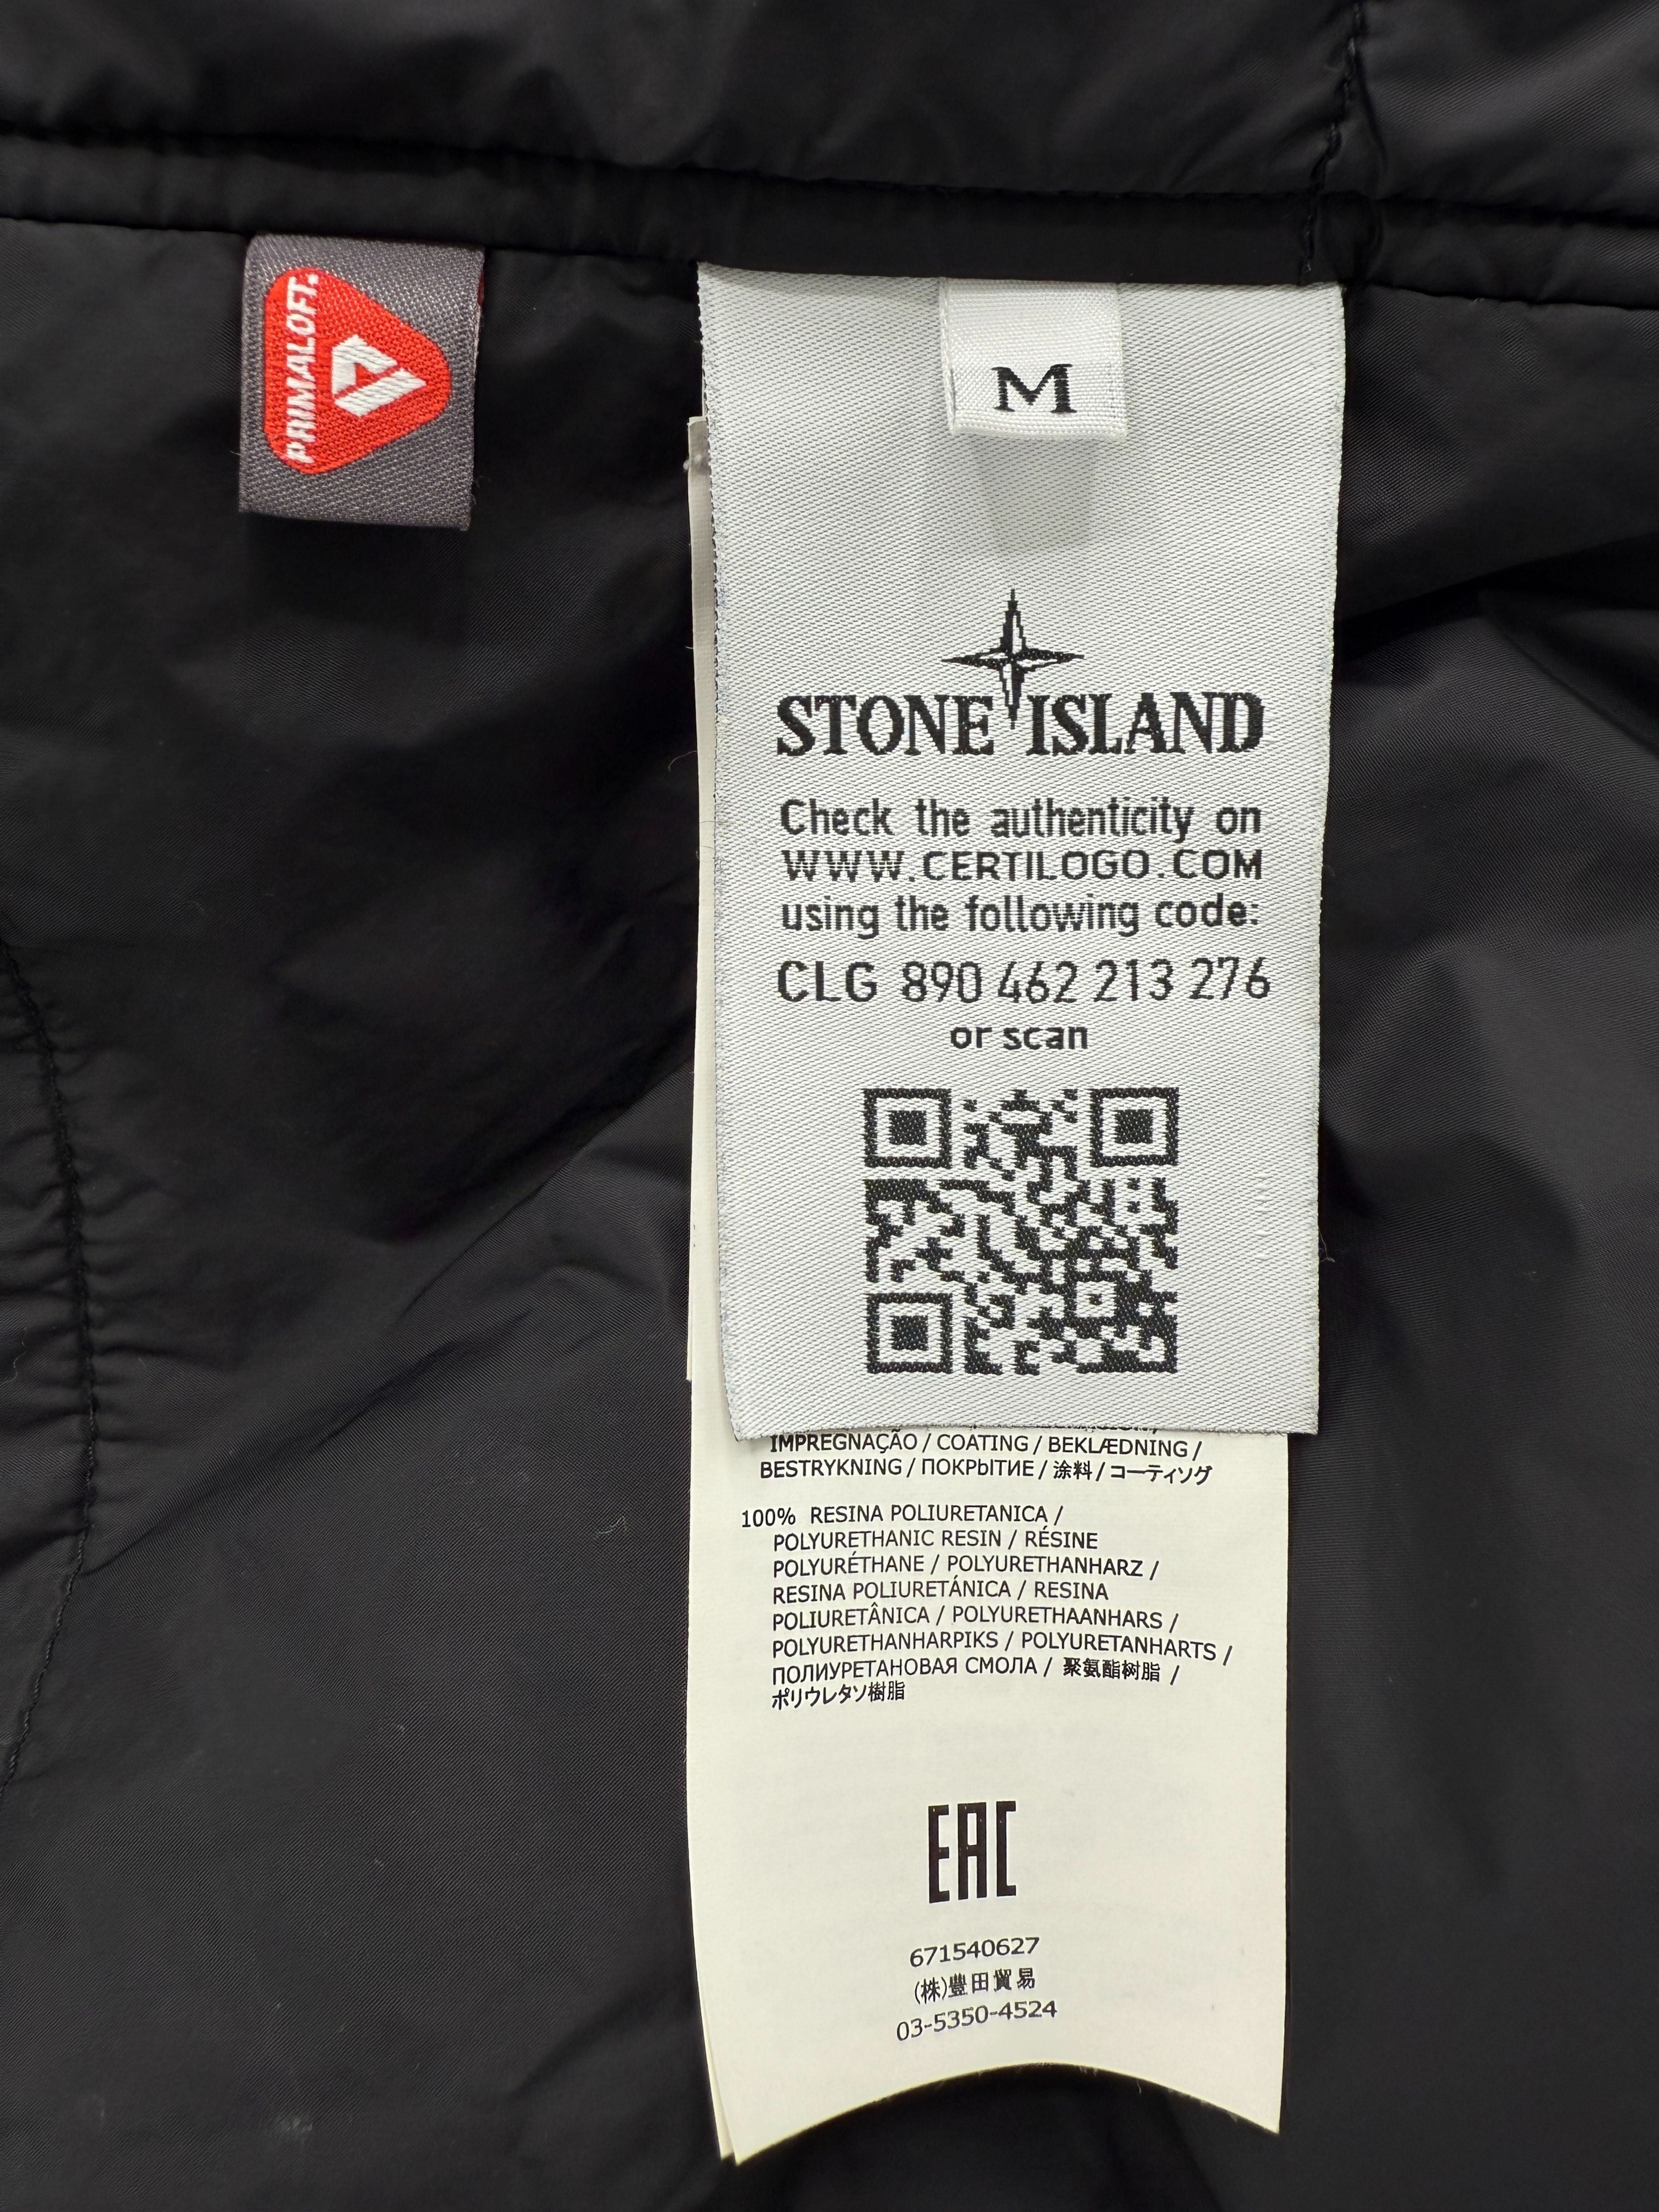 PRIMALOFT
M
STONE ISLAND
Check the authenticity on
WWW.CERTILOGO.COM
using the following code:
CLG 890 462 213 276
or scan
IMPREGNAÇÃO / COATING / BEKLÆDNING /
BESTRYKNING / ПОКРЫТИЕ / 涂料 / コーティソグ
100% RESINA POLIURETANICA /
POLYURETHANIC RESIN / RÉSINE
POLYURÉTHANE / POLYURETHANHARZ /
RESINA POLIURETÁNICA / RESINA
POLIURETÂNICA / POLYURETHAANHARS /
POLYURETHANHARPIKS / POLYURETANHARTS /
ПОЛИУРЕТАНОВАЯ СМОЛА / 聚氨酯树脂 /
ポリウレタソ樹脂
EAC
671540627
(株)豊田貿易
03-5350-4524